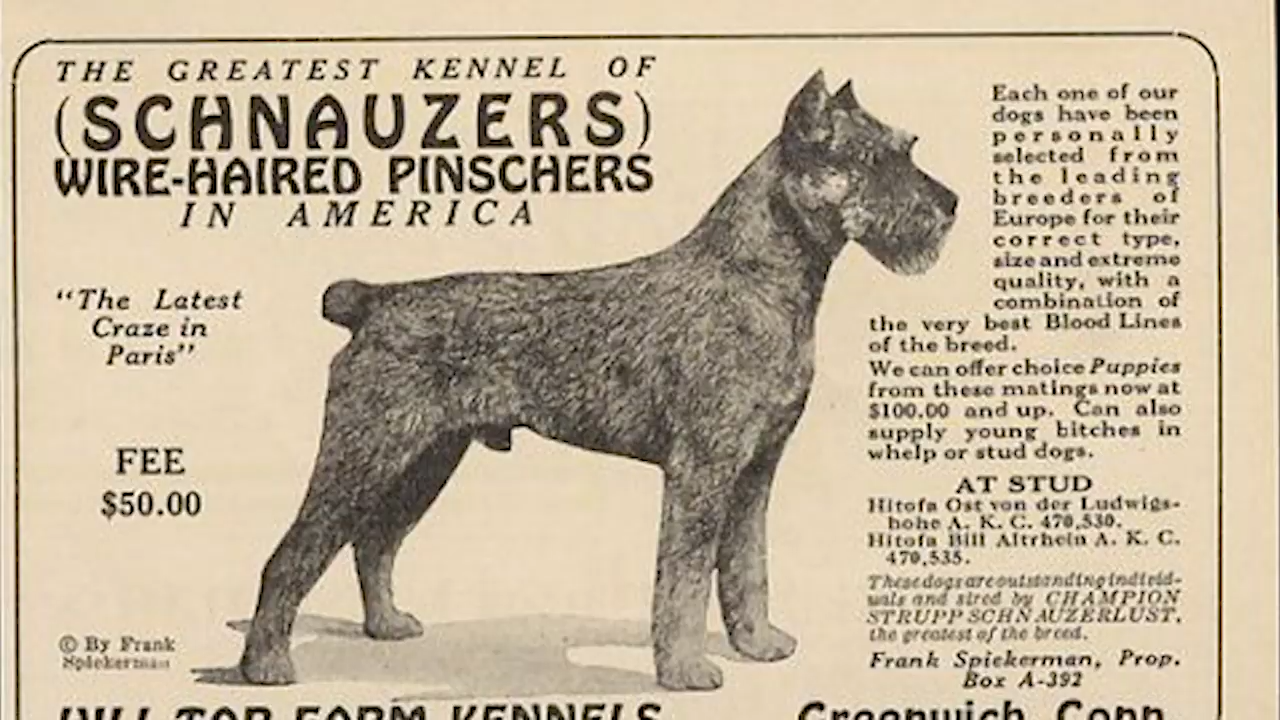 THE GREATEST KENNEL OF
(SCHNAUZERS)
WIRE-HAIRED PINSCHERS
IN AMERICA
"The Latest
Craze in
Paris"
FEE
$50.00
© By Frank
Spiekerman
Each one of our
dogs have been
personally
selected from
the leading
breeders of
Europe for their
correct type,
size and extreme
quality, with a
combination of
the very best Blood Lines
of the breed.
We can offer choice Puppies
from these matings now at
$100.00 and up. Can also
supply young bitches in
whelp or stud dogs.
AT STUD
Hitofa Ost von der Ludwigs-
hohe A. K. C. 470,530.
Hitofa Bill Altrhein A. K. C.
470,535.
These dogs are outstanding individ-
uals and sired by CHAMPION
STRUPP SCHNAUZERLUST,
the greatest of the breed.
Frank Spiekerman, Prop.
Box A-392
HILL TOP FARM KENNELS
Greenwich, Conn.